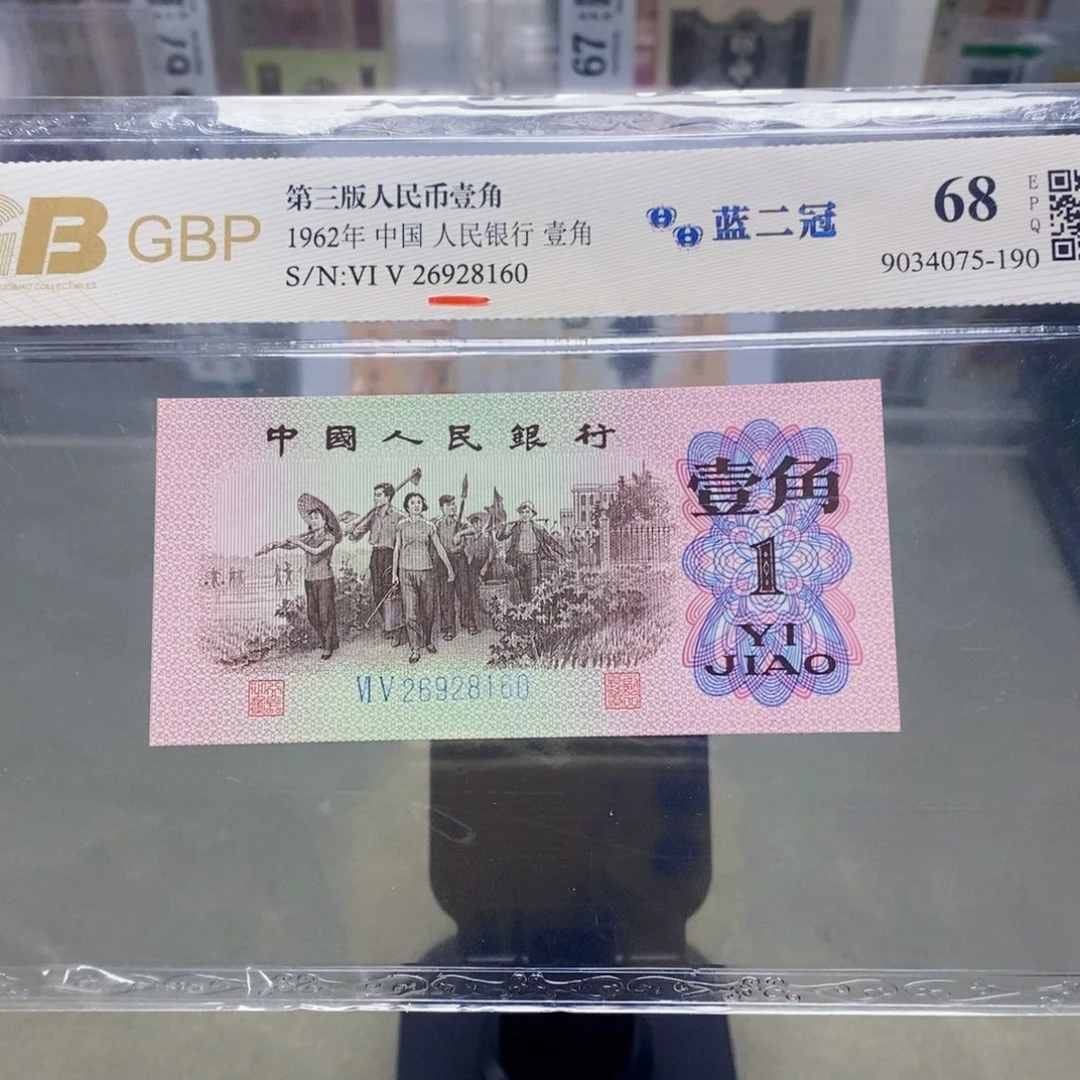 67
GBP
第三版人民币壹角
1962年 中国 人民银行 壹角
S/N:VI V 26928160
蓝二冠
68
EPQ
9034075-190
中國人民銀行
壹角
1
YI
JIAO
VI V 26928160